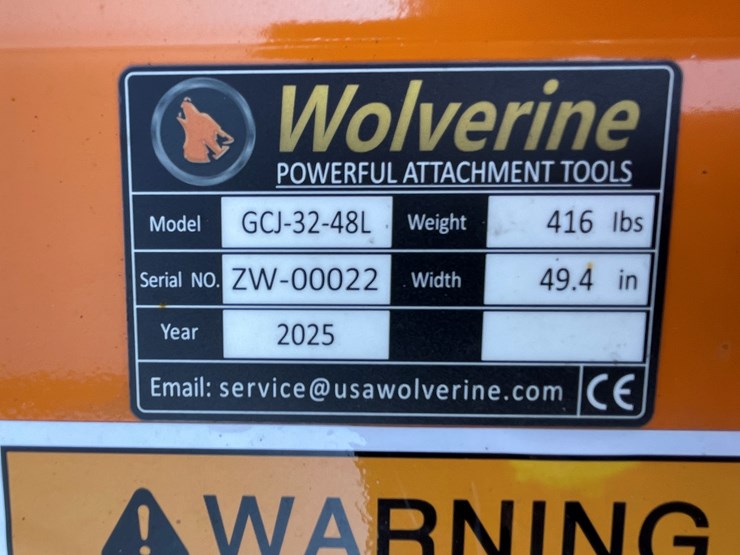 Wolverine
POWERFUL ATTACHMENT TOOLS
Model GCJ-32-48L Weight 416 lbs
Serial NO. ZW-00022 Width 49.4 in
Year 2025
Email: service@usawolverine.com CE
WARNING